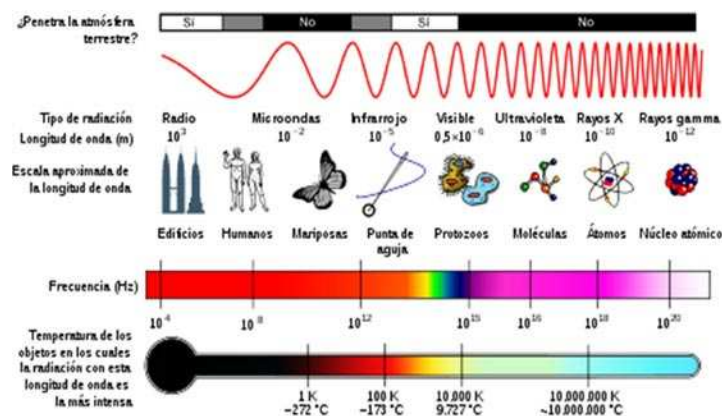 ¿Penetra la atmósfera
terrestre?
Sí
No
Sí
No
Tipo de radiación
Radio
Microondas
Infrarrojo
Visible
Ultravioleta
Rayos X
Rayos gamma
Longitud de onda (m)
10³
10⁻²
10⁻⁵
0,5×10⁻⁶
10⁻⁸
10⁻¹⁰
10⁻¹²
Escala aproximada de
la longitud de onda
Edificios
Humanos
Mariposas
Punta de
aguja
Protozoos
Moléculas
Átomos
Núcleo atómico
Frecuencia (Hz)
10⁻⁴
10⁸
10¹²
10¹⁵
10¹⁶
10¹⁸
10²⁰
Temperatura de los
objetos en los cuales
la radiación con esta
longitud de onda es
la más intensa
1 K
−272 °C
100 K
−173 °C
10.000 K
9.727 °C
10.000.000 K
~10.000.000 °C